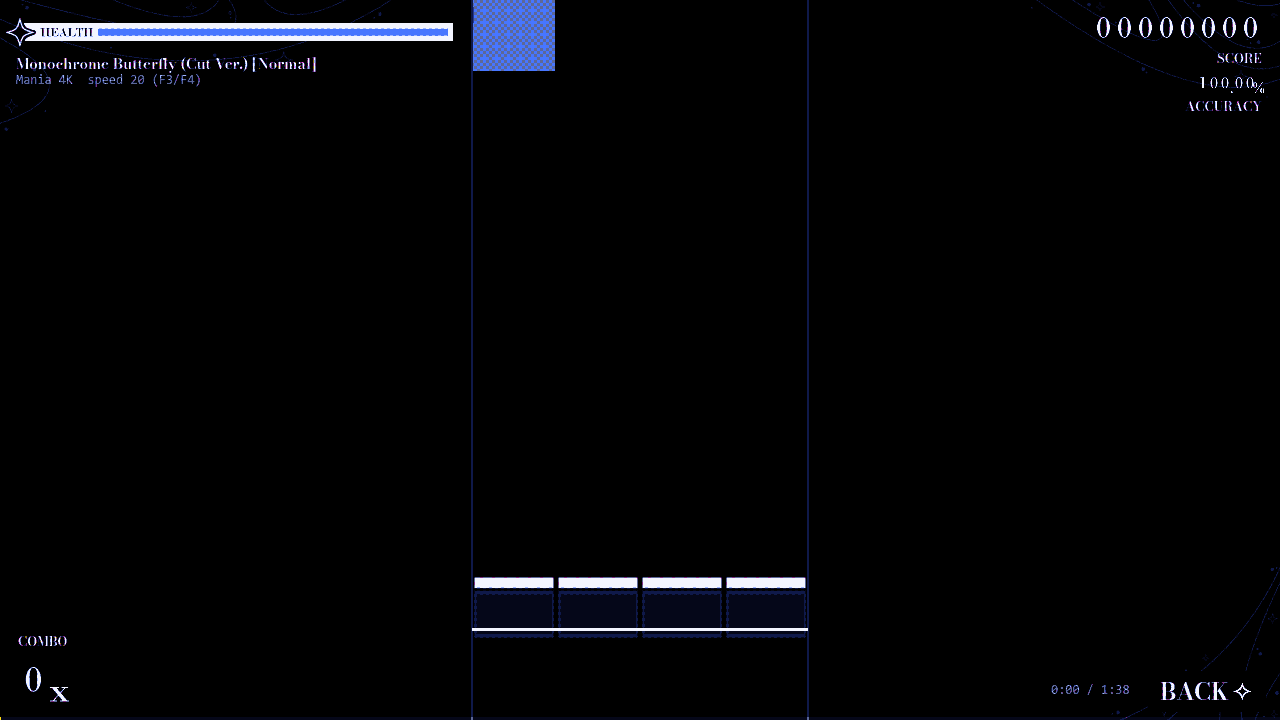 HEALTH
Monochrome Butterfly (Cut Ver.) [Normal]
Mania 4K  speed 20 (F3/F4)
00000000
SCORE
100.00%
ACCURACY
COMBO
0x
0:00 / 1:38
BACK